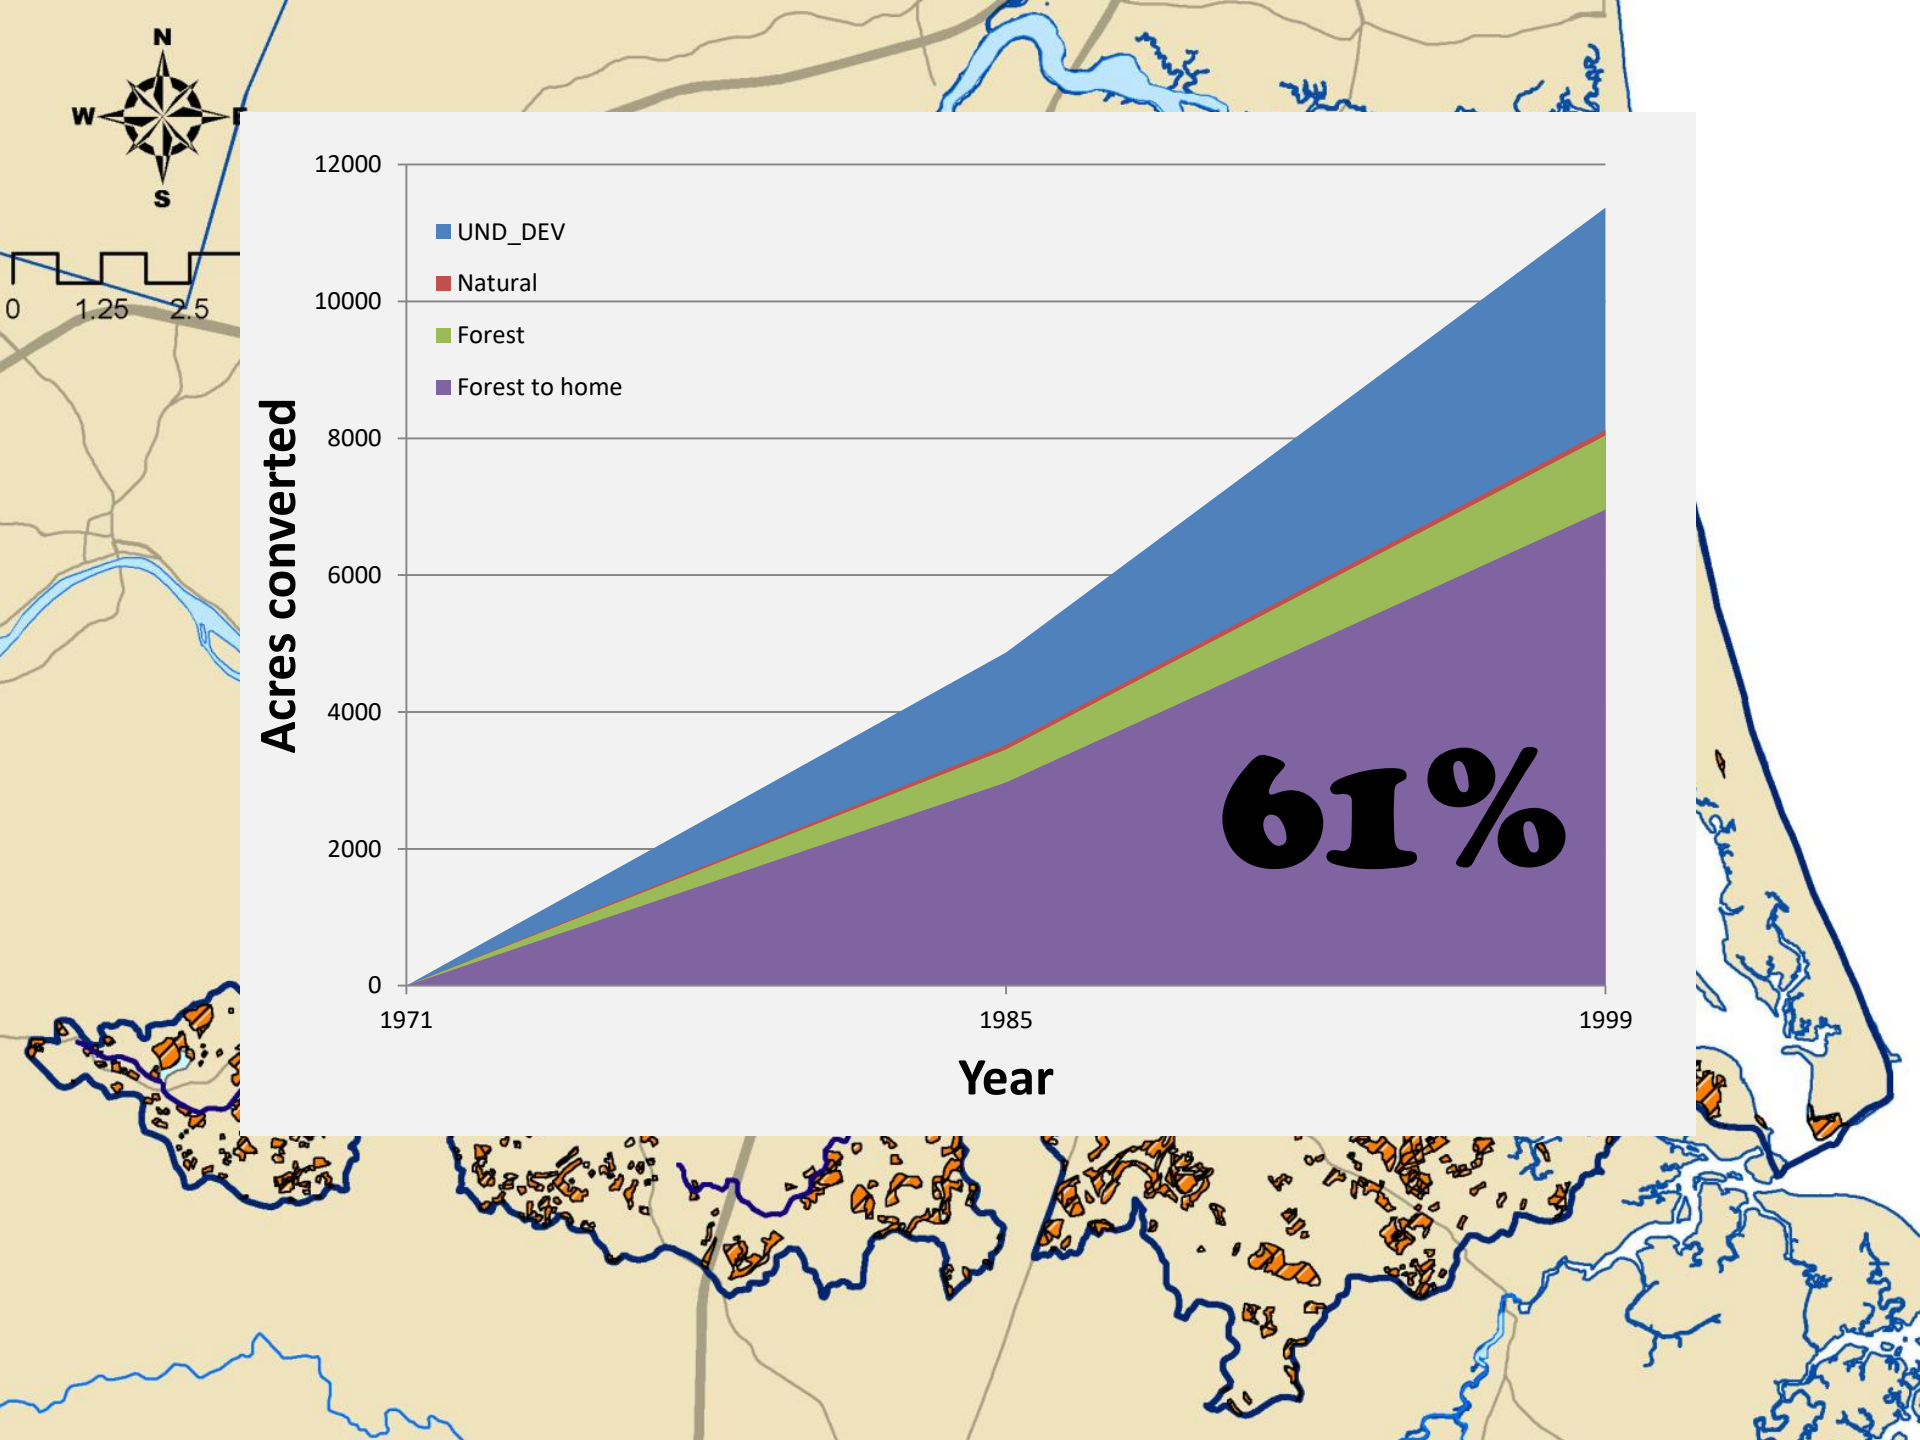 N
W
S
0 1.25 2.5
12000
10000
8000
6000
4000
2000
0
UND_DEV
Natural
Forest
Forest to home
Acres converted
61%
1971 1985 1999
Year